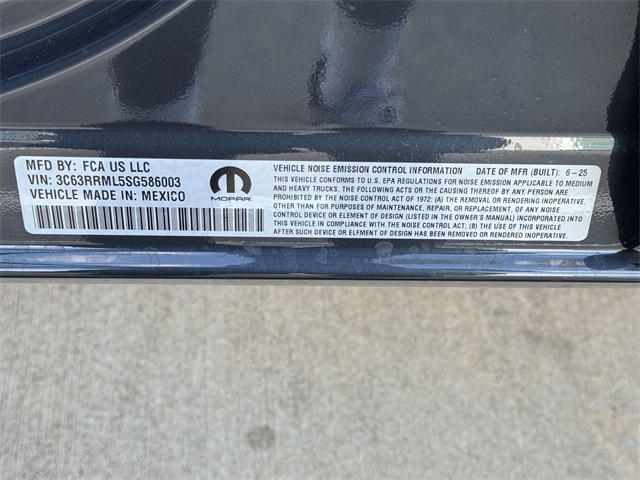 MFD BY: FCA US LLC
VIN: 3C63RRML5SG586003
VEHICLE MADE IN: MEXICO
MOPAR
VEHICLE NOISE EMISSION CONTROL INFORMATION DATE OF MFR (BUILT): 6-25
THIS VEHICLE CONFORMS TO U.S. EPA REGULATIONS FOR NOISE EMISSION APPLICABLE TO MEDIUM
AND HEAVY TRUCKS. THE FOLLOWING ACTS OR THE CAUSING THEREOF BY ANY PERSON ARE
PROHIBITED BY THE NOISE CONTROL ACT OF 1972: (A) THE REMOVAL OR RENDERING INOPERATIVE,
OTHER THAN FOR PURPOSES OF MAINTENANCE, REPAIR, OR REPLACEMENT, OF ANY NOISE
CONTROL DEVICE OR ELEMENT OF DESIGN (LISTED IN THE OWNER'S MANUAL) INCORPORATED INTO
THIS VEHICLE IN COMPLIANCE WITH THE NOISE CONTROL ACT; (B) THE USE OF THIS VEHICLE
AFTER SUCH DEVICE OR ELEMENT OF DESIGN HAS BEEN REMOVED OR RENDERED INOPERATIVE.